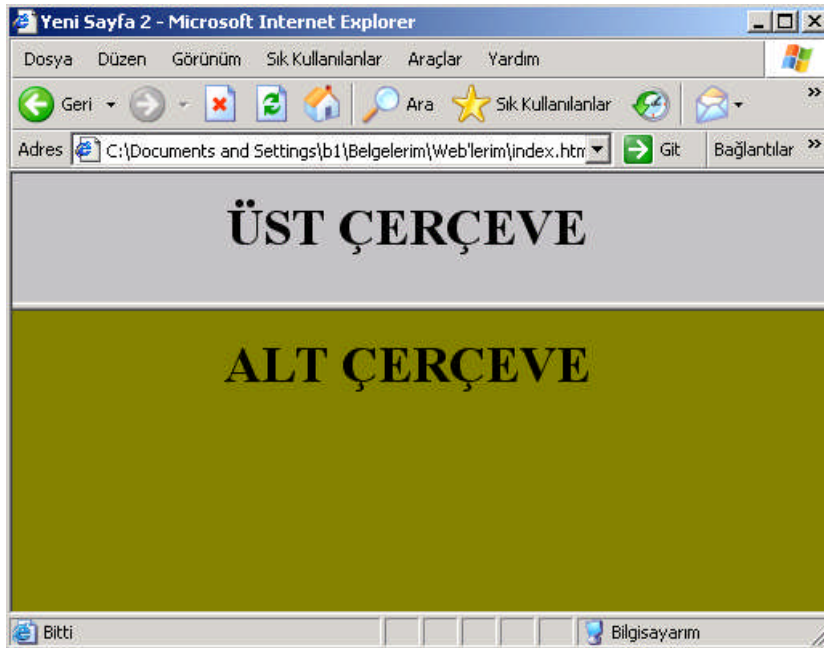 Yeni Sayfa 2 - Microsoft Internet Explorer
Dosya Düzen Görünüm Sık Kullanılanlar Araçlar Yardım
Geri Ara Sık Kullanılanlar »
Adres C:\Documents and Settings\b1\Belgelerim\Web'lerim\index.htm Git Bağlantılar »
ÜST ÇERÇEVE
ALT ÇERÇEVE
Bitti Bilgisayarım